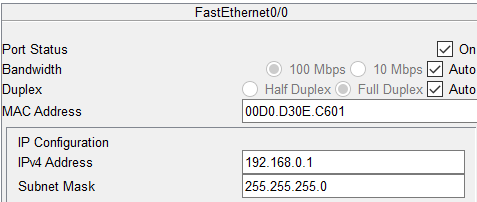 FastEthernet0/0
Port Status On
Bandwidth 100 Mbps 10 Mbps Auto
Duplex Half Duplex Full Duplex Auto
MAC Address 00D0.D30E.C601
IP Configuration
IPv4 Address 192.168.0.1
Subnet Mask 255.255.255.0